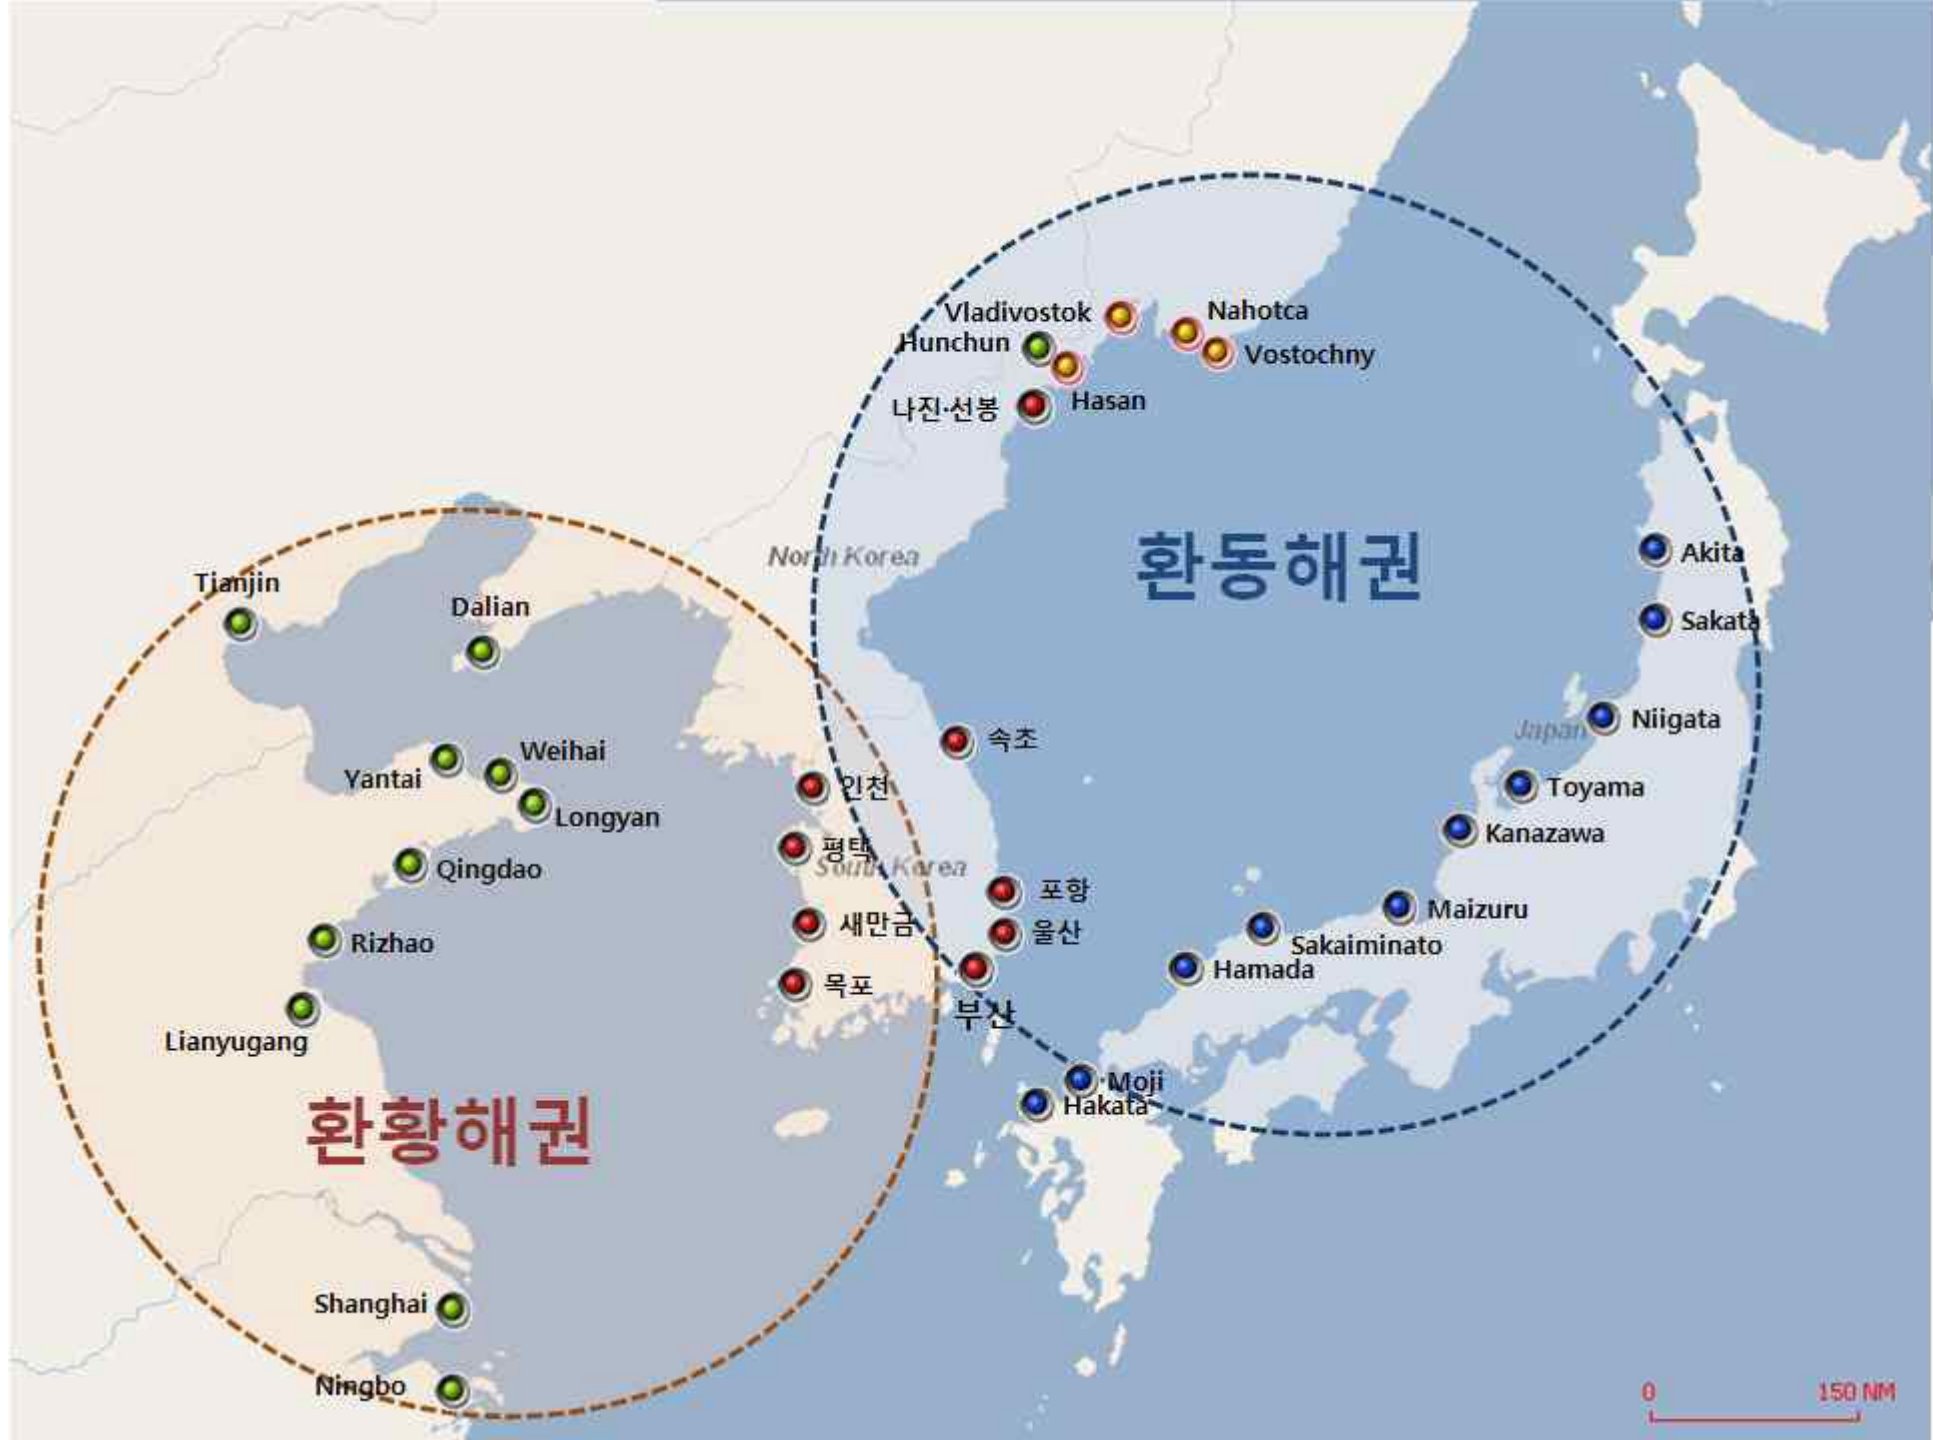 Vladivostok
Nahotca
Hunchun
Vostochny
Hasan
나진·선봉
환동해권
North Korea
Akita
Tianjin
Dalian
Sakata
Niigata
Japan
속초
Weihai
Yantai
인천
Toyama
Longyan
Kanazawa
평택
South Korea
Qingdao
포항
Maizuru
새만금
울산
Rizhao
Sakaiminato
Hamada
목포
부산
Lianyugang
Moji
Hakata
환황해권
Shanghai
Ningbo
0 150 NM